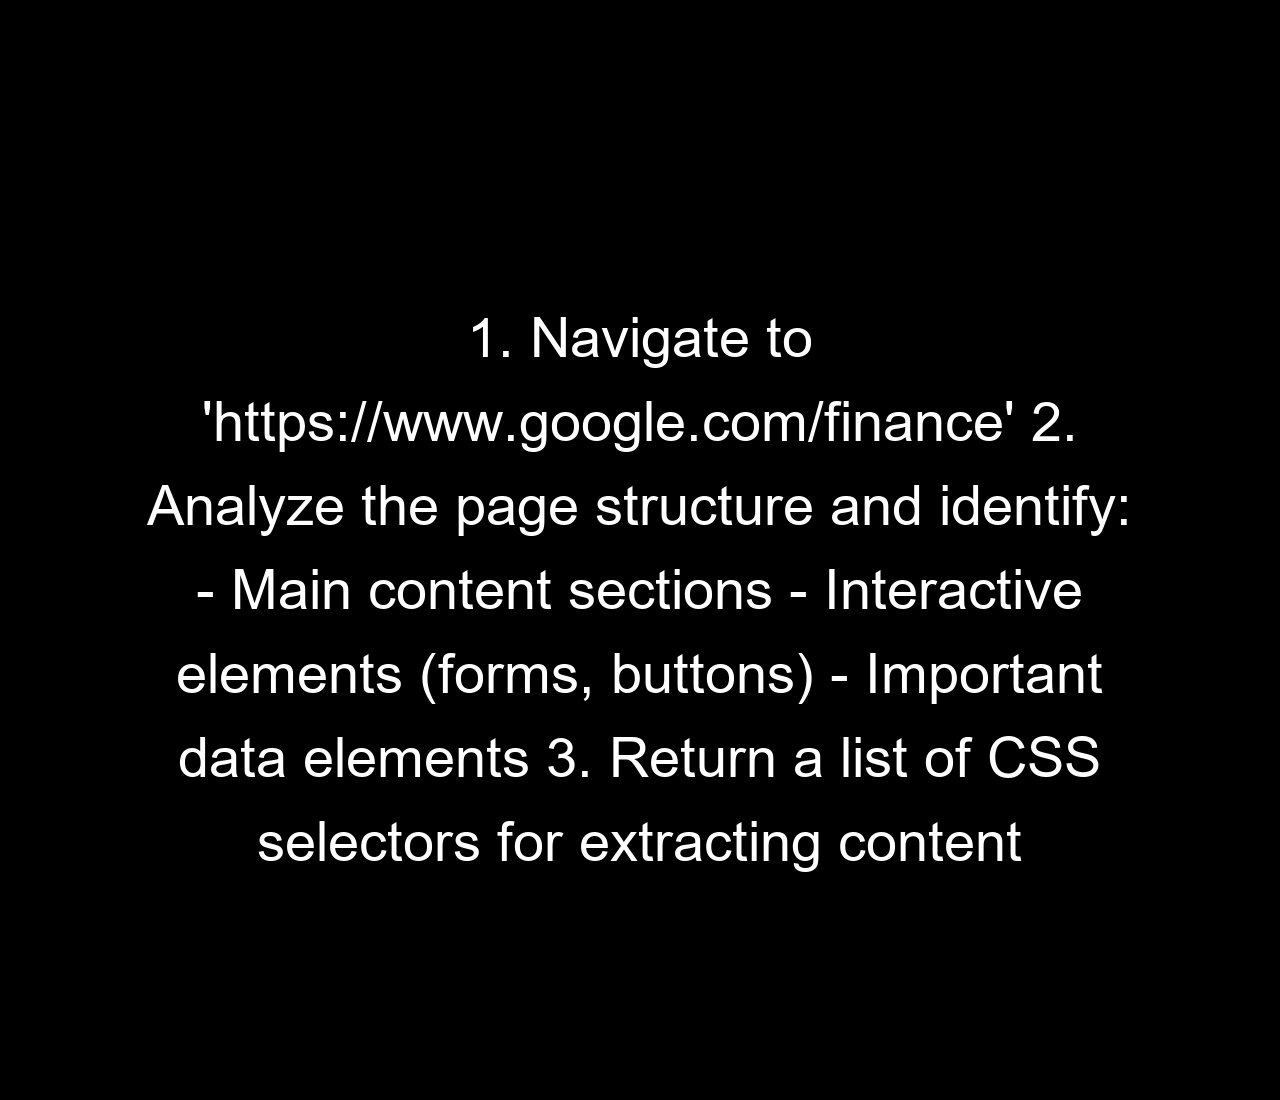 1. Navigate to
'https://www.google.com/finance' 2.
Analyze the page structure and identify:
- Main content sections - Interactive
elements (forms, buttons) - Important
data elements 3. Return a list of CSS
selectors for extracting content